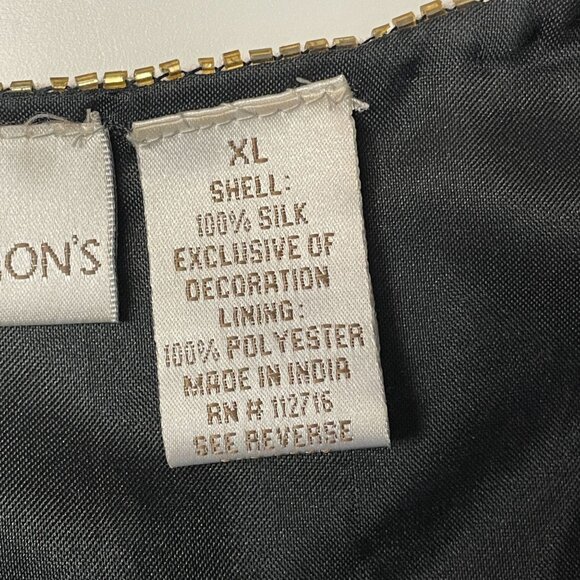 ON'S
XL
SHELL:
100% SILK
EXCLUSIVE OF
DECORATION
LINING:
100% POLYESTER
MADE IN INDIA
RN # 112716
SEE REVERSE